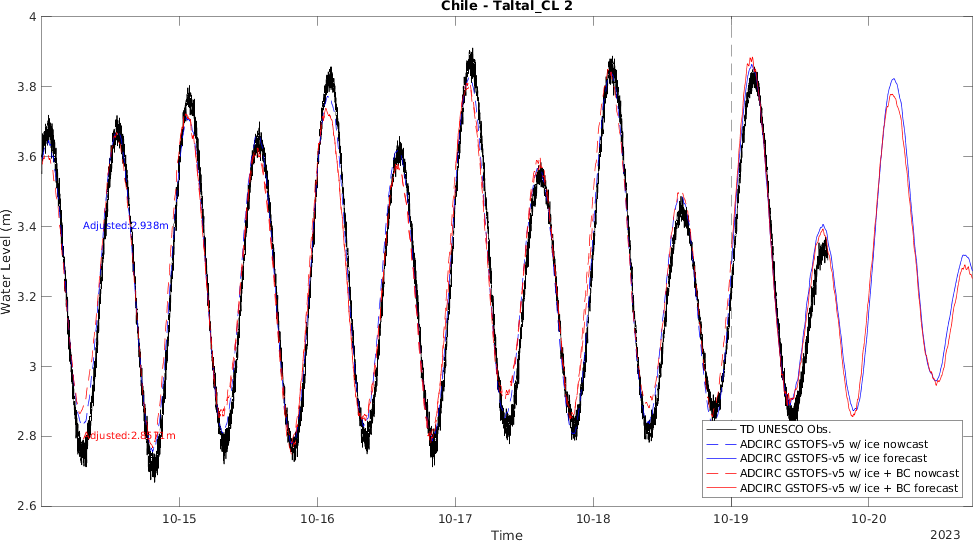 Chile - Taltal_CL 2
4
3.8
3.6
3.4
3.2
3
2.8
2.6
Water Level (m)
Adjusted:2.938m
Adjusted:2.8571m
10-15
10-16
10-17
10-18
10-19
10-20
Time
2023
TD UNESCO Obs.
ADCIRC GSTOFS-v5 w/ ice nowcast
ADCIRC GSTOFS-v5 w/ ice forecast
ADCIRC GSTOFS-v5 w/ ice + BC nowcast
ADCIRC GSTOFS-v5 w/ ice + BC forecast